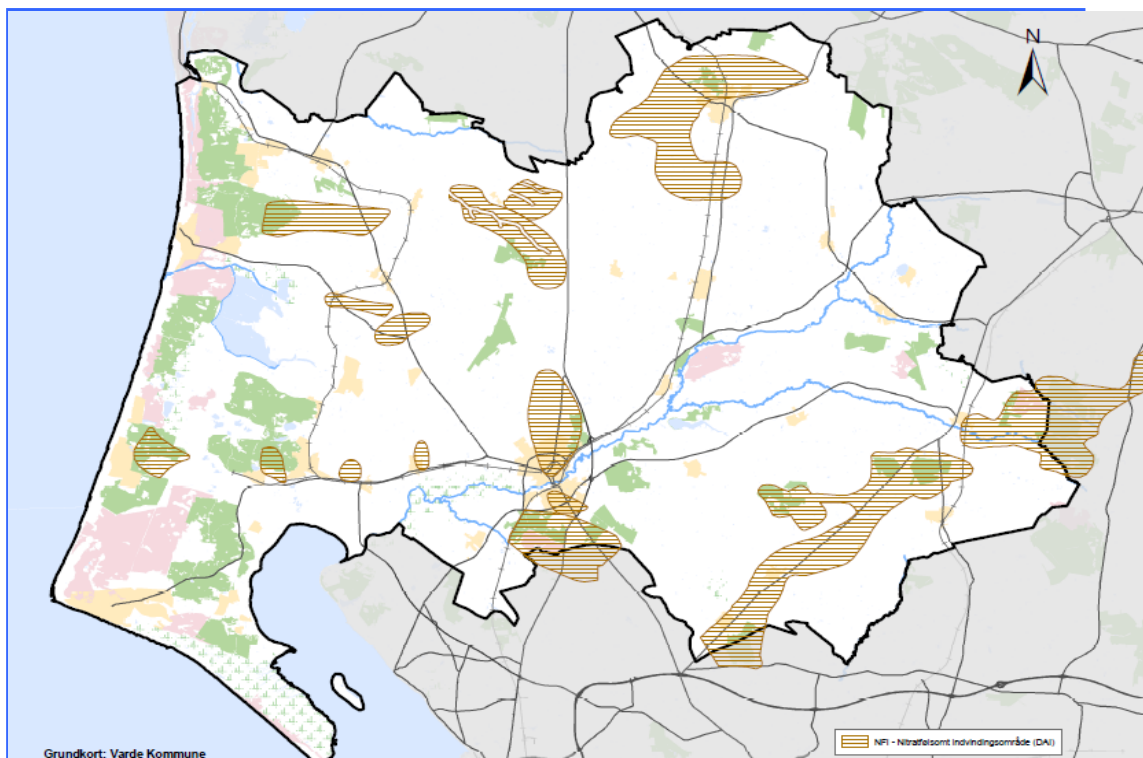 N
Grundkort: Varde Kommune
NFI - Nitratfølsomt Indvindingsområde (DAI)